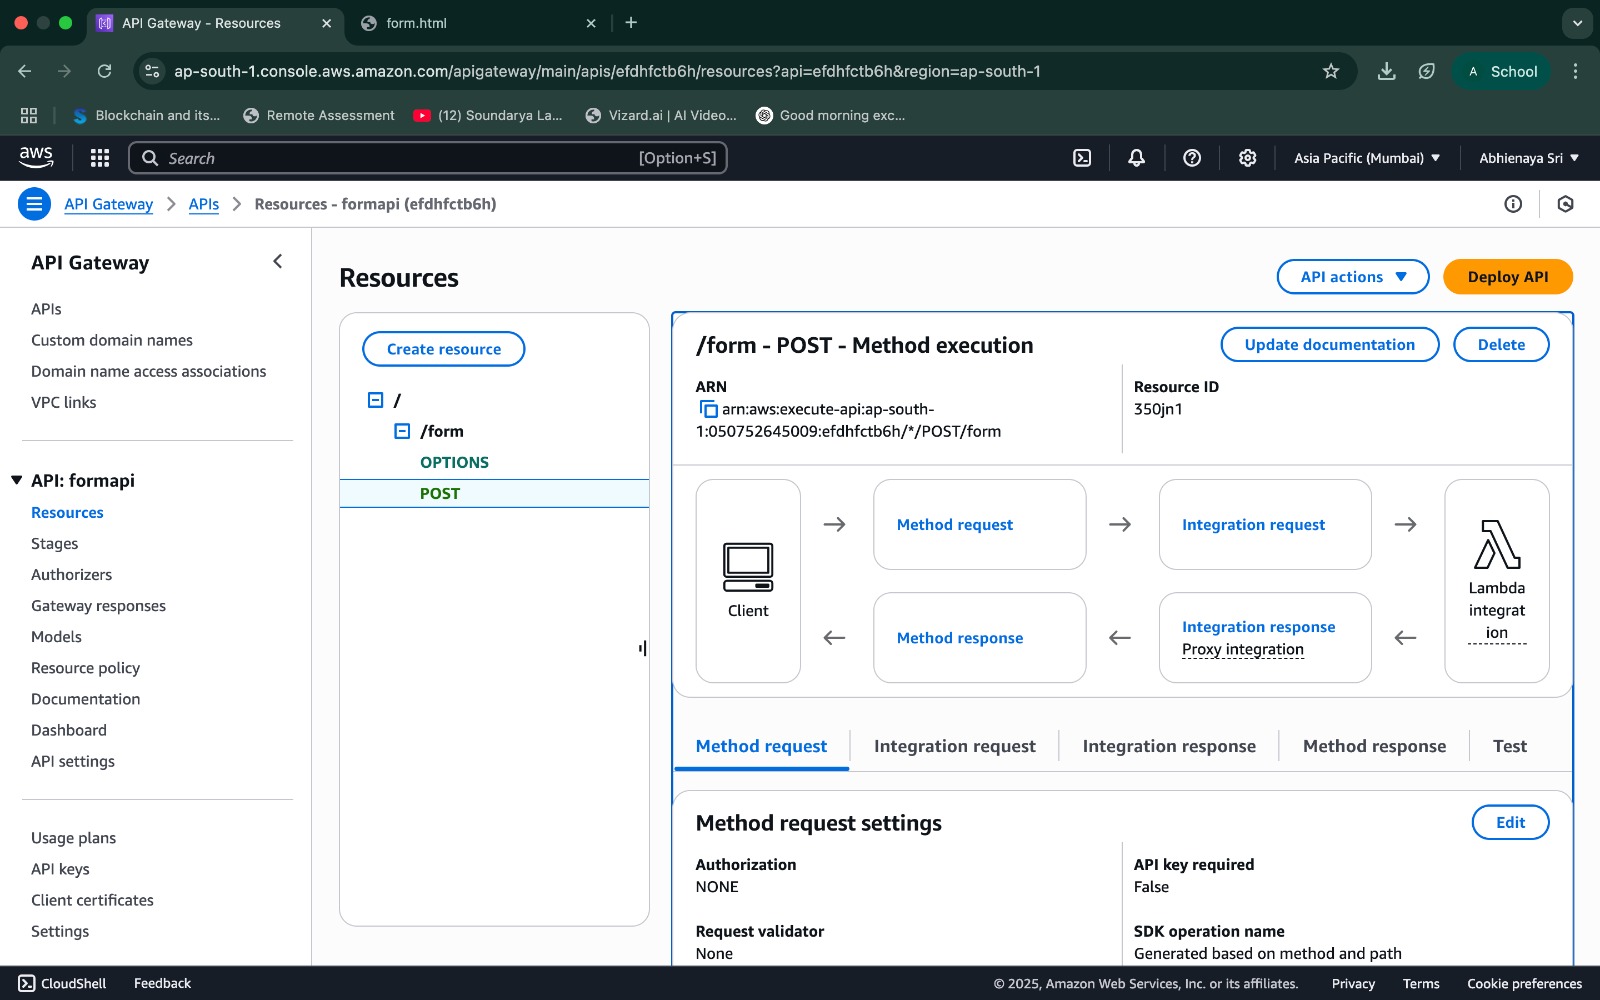 API Gateway - Resources
form.html
ap-south-1.console.aws.amazon.com/apigateway/main/apis/efdhfctb6h/resources?api=efdhfctb6h&region=ap-south-1
A School
Blockchain and its...
Remote Assessment
(12) Soundarya La...
Vizard.ai | AI Video...
Good morning exc...
aws
Search
[Option+S]
Asia Pacific (Mumbai)
Abhienaya Sri
API Gateway
APIs
Resources - formapi (efdhfctb6h)
API Gateway
APIs
Custom domain names
Domain name access associations
VPC links
API: formapi
Resources
Stages
Authorizers
Gateway responses
Models
Resource policy
Documentation
Dashboard
API settings
Usage plans
API keys
Client certificates
Settings
Resources
API actions
Deploy API
Create resource
/
/form
OPTIONS
POST
/form - POST - Method execution
Update documentation
Delete
ARN
arn:aws:execute-api:ap-south-
1:050752645009:efdhfctb6h/*/POST/form
Resource ID
350jn1
Client
Method request
Integration request
Method response
Integration response
Proxy integration
Lambda
integrat
ion
Method request
Integration request
Integration response
Method response
Test
Method request settings
Edit
Authorization
NONE
API key required
False
Request validator
None
SDK operation name
Generated based on method and path
CloudShell
Feedback
© 2025, Amazon Web Services, Inc. or its affiliates.
Privacy
Terms
Cookie preferences